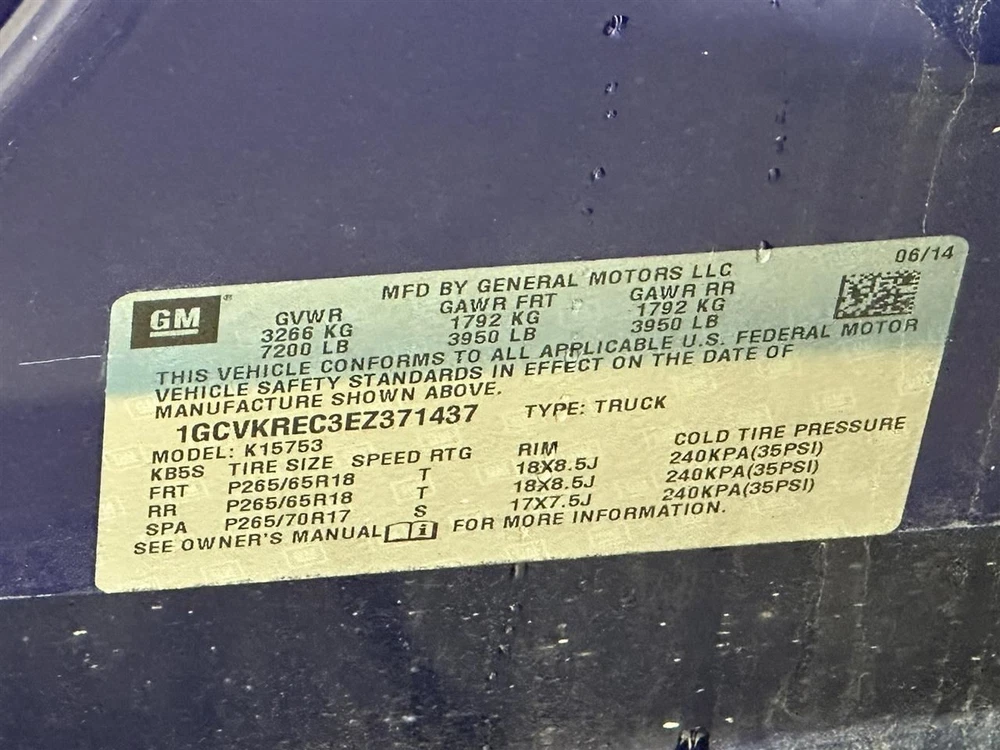 06/14
GM®
MFD BY GENERAL MOTORS LLC
GVWR GAWR FRT GAWR RR
3266 KG 1792 KG 1792 KG
7200 LB 3950 LB 3950 LB
THIS VEHICLE CONFORMS TO ALL APPLICABLE U.S. FEDERAL MOTOR
VEHICLE SAFETY STANDARDS IN EFFECT ON THE DATE OF
MANUFACTURE SHOWN ABOVE.
1GCVKREC3EZ371437 TYPE: TRUCK
MODEL: K15753
KB5S TIRE SIZE SPEED RTG RIM COLD TIRE PRESSURE
FRT P265/65R18 T 18X8.5J 240KPA(35PSI)
RR P265/65R18 T 18X8.5J 240KPA(35PSI)
SPA P265/70R17 S 17X7.5J 240KPA(35PSI)
SEE OWNER'S MANUAL i FOR MORE INFORMATION.